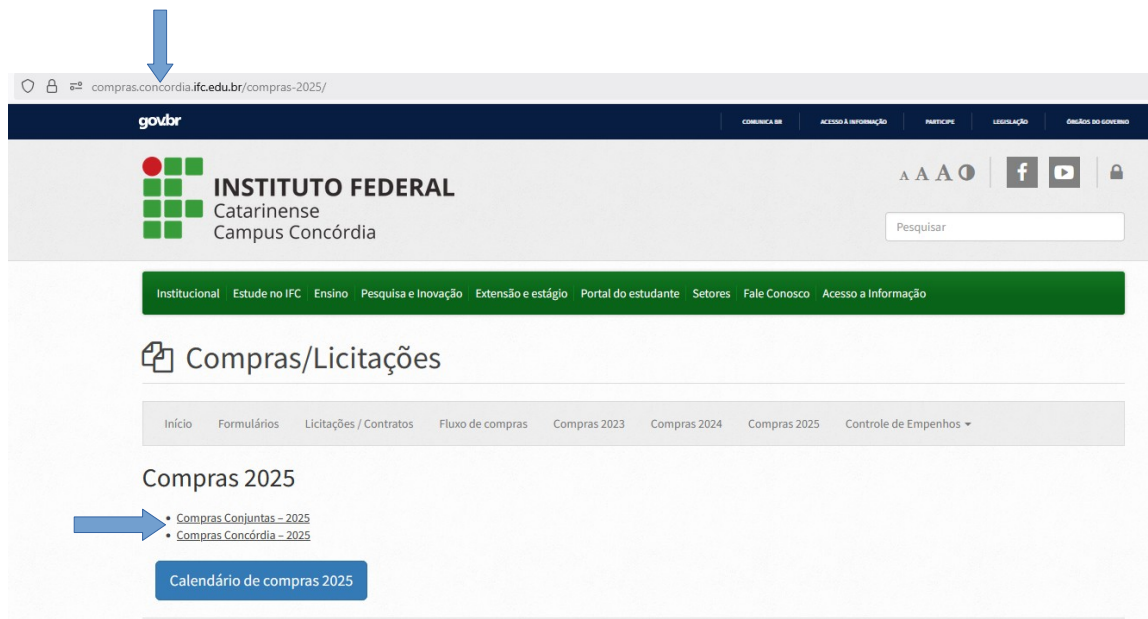 compras.concordia.ifc.edu.br/compras-2025/
gov.br
COMUNICA BR ACESSO À INFORMAÇÃO PARTICIPE LEGISLAÇÃO ÓRGÃOS DO GOVERNO
INSTITUTO FEDERAL
Catarinense
Campus Concórdia
A A A
f
Pesquisar
Institucional Estude no IFC Ensino Pesquisa e Inovação Extensão e estágio Portal do estudante Setores Fale Conosco Acesso a Informação
Compras/Licitações
Início Formulários Licitações / Contratos Fluxo de compras Compras 2023 Compras 2024 Compras 2025 Controle de Empenhos
Compras 2025
• Compras Conjuntas – 2025
• Compras Concórdia – 2025
Calendário de compras 2025